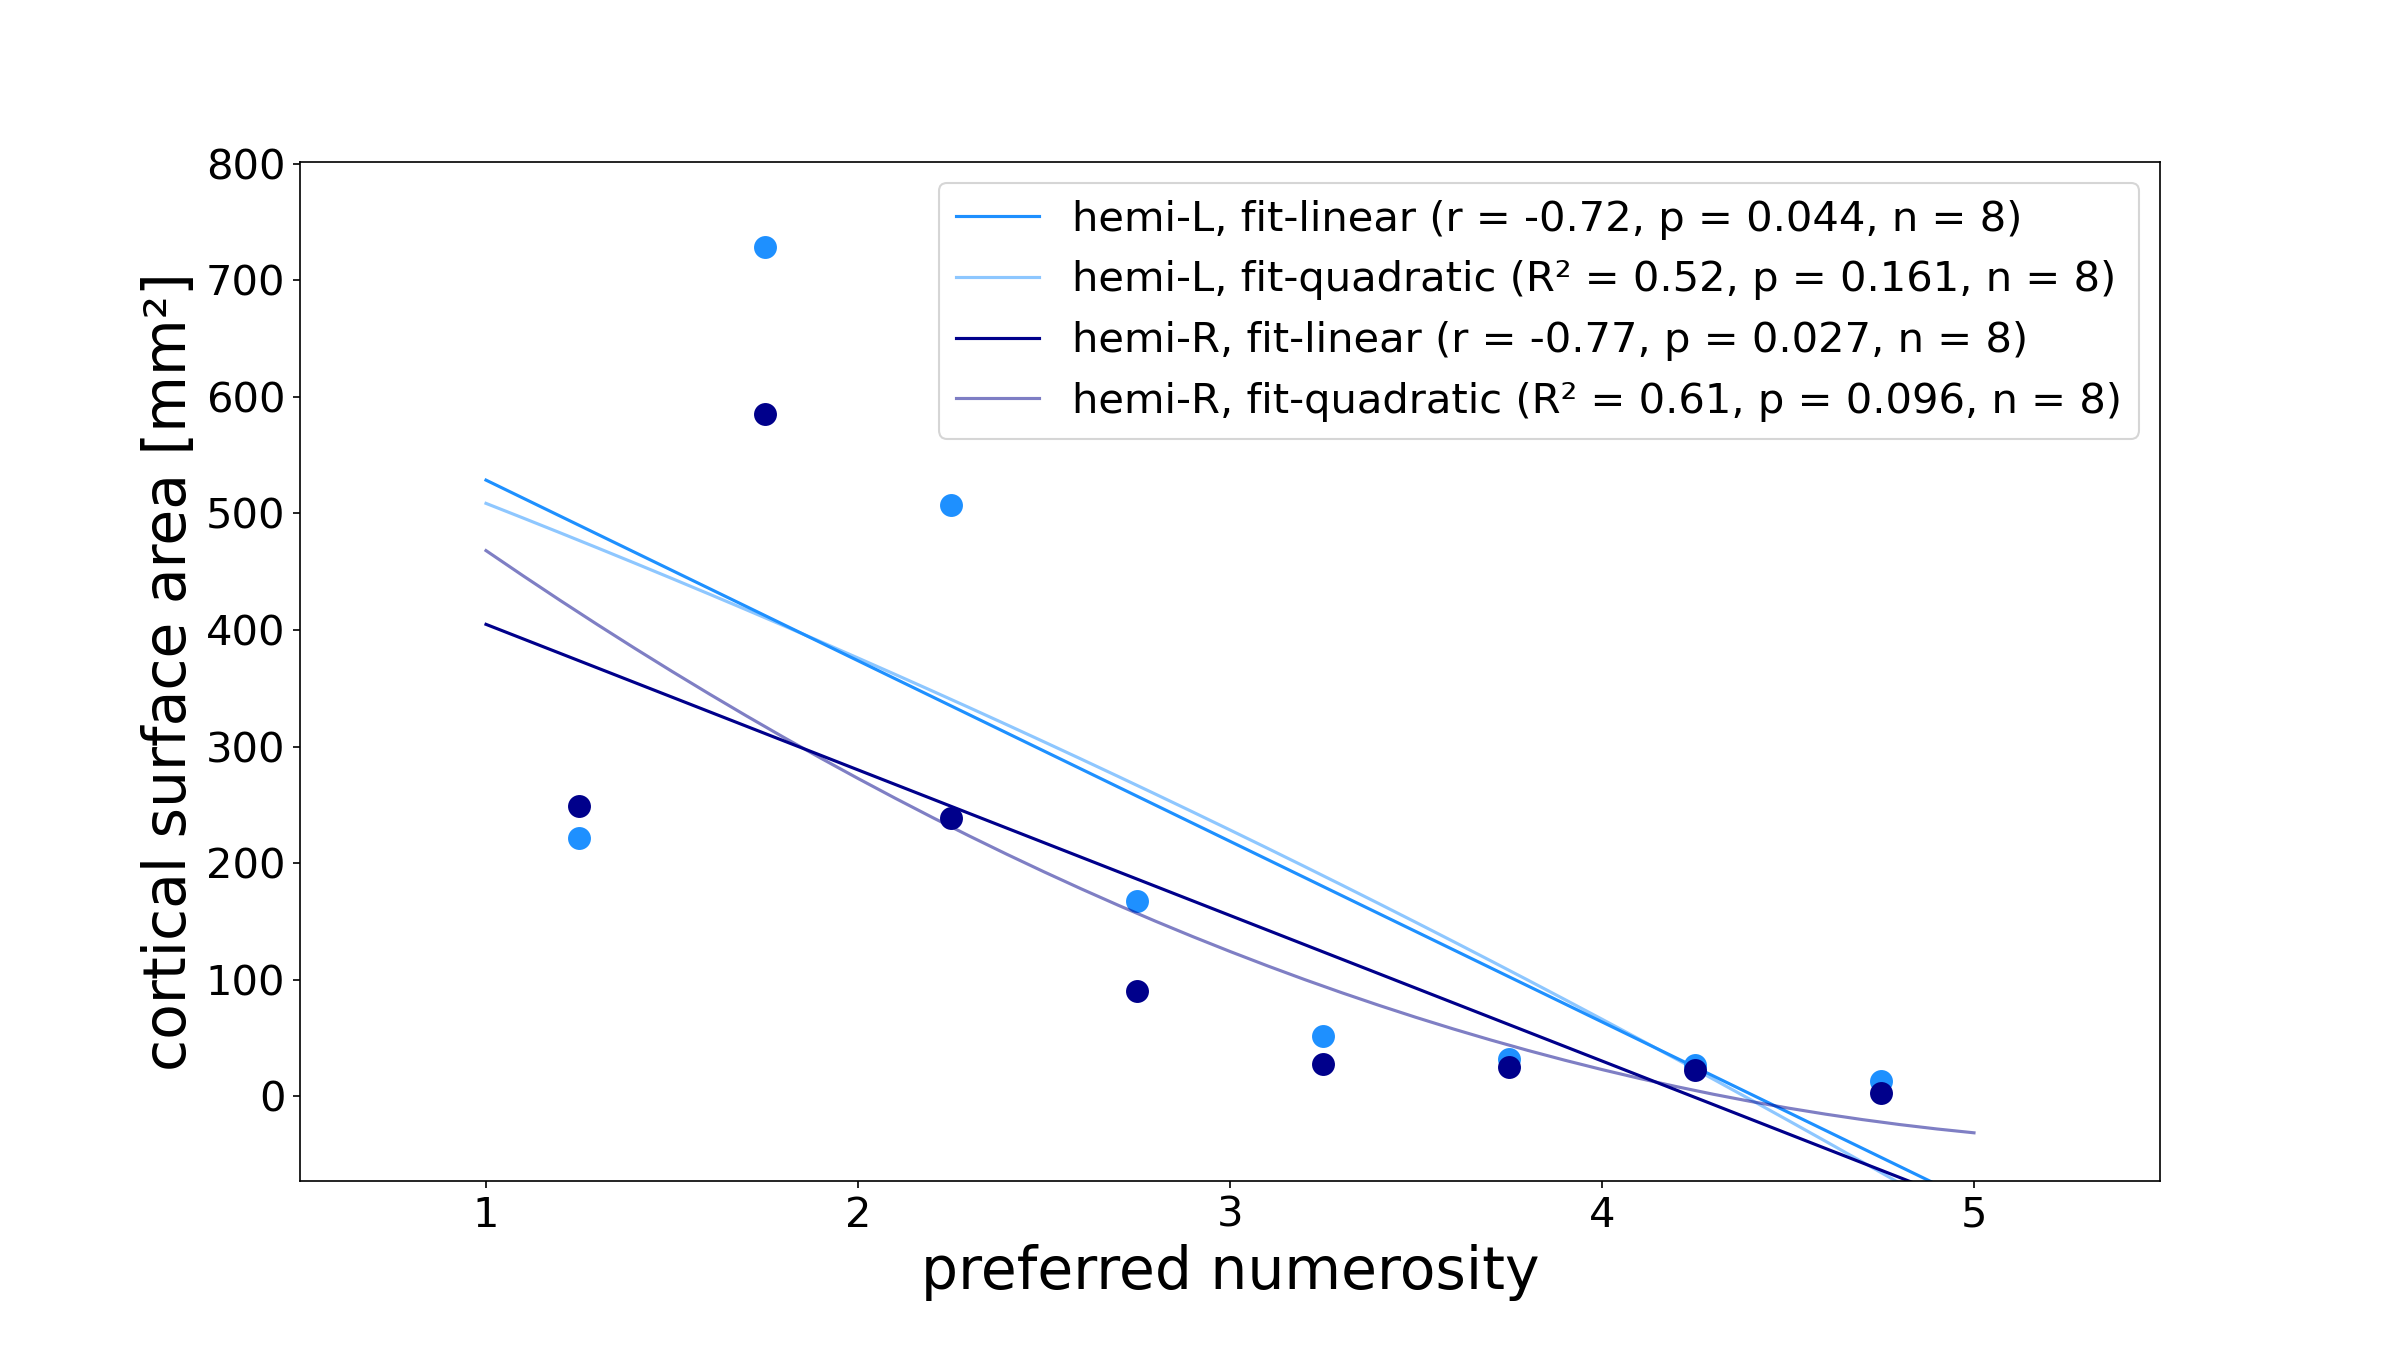 800
700
600
500
400
300
200
100
0
cortical surface area [mm²]
hemi-L, fit-linear (r = -0.72, p = 0.044, n = 8)
hemi-L, fit-quadratic (R² = 0.52, p = 0.161, n = 8)
hemi-R, fit-linear (r = -0.77, p = 0.027, n = 8)
hemi-R, fit-quadratic (R² = 0.61, p = 0.096, n = 8)
1 2 3 4 5
preferred numerosity